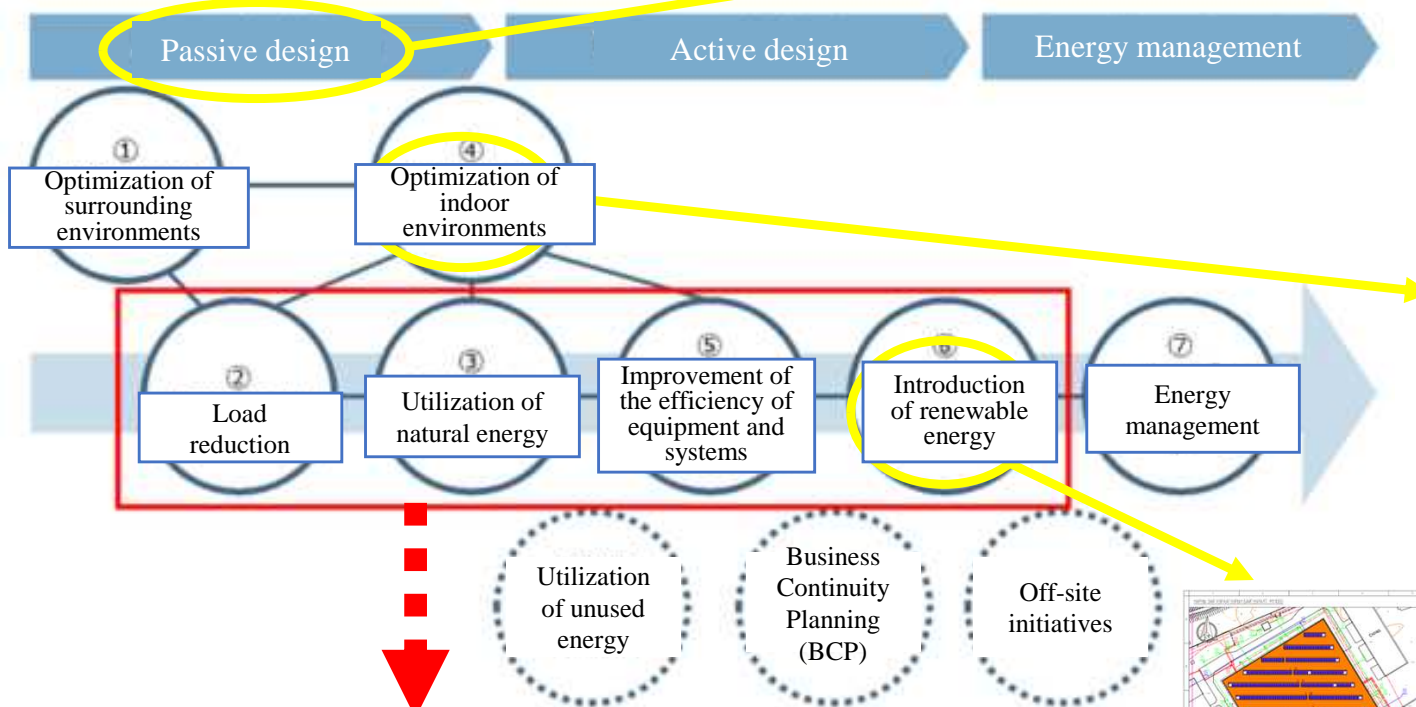 Passive design
Active design
Energy management
①
Optimization of
surrounding
environments
④
Optimization of
indoor
environments
②
Load
reduction
③
Utilization of
natural energy
⑤
Improvement of
the efficiency of
equipment and
systems
⑥
Introduction
of renewable
energy
⑦
Energy
management
Utilization
of unused
energy
Business
Continuity
Planning
(BCP)
Off-site
initiatives